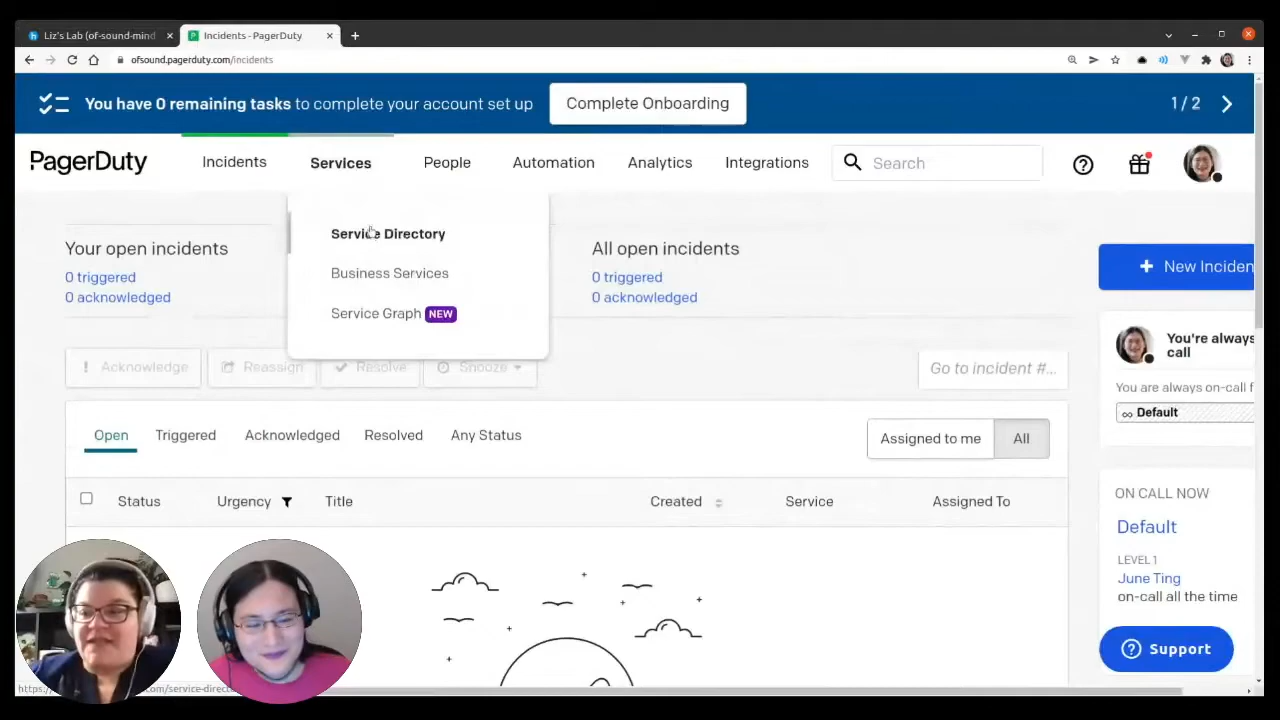 Liz's Lab (of-sound-mind
Incidents - PagerDuty
ofsound.pagerduty.com/incidents
You have 0 remaining tasks to complete your account set up
Complete Onboarding
1 / 2
PagerDuty
Incidents
Services
People
Automation
Analytics
Integrations
Search
Service Directory
Business Services
Service Graph NEW
Your open incidents
0 triggered
0 acknowledged
All open incidents
0 triggered
0 acknowledged
+ New Inciden
You're always
call
You are always on-call f
Default
Acknowledge
Reassign
Resolve
Snooze
Go to incident #...
Open
Triggered
Acknowledged
Resolved
Any Status
Assigned to me
All
Status
Urgency
Title
Created
Service
Assigned To
ON CALL NOW
Default
LEVEL 1
June Ting
on-call all the time
Support